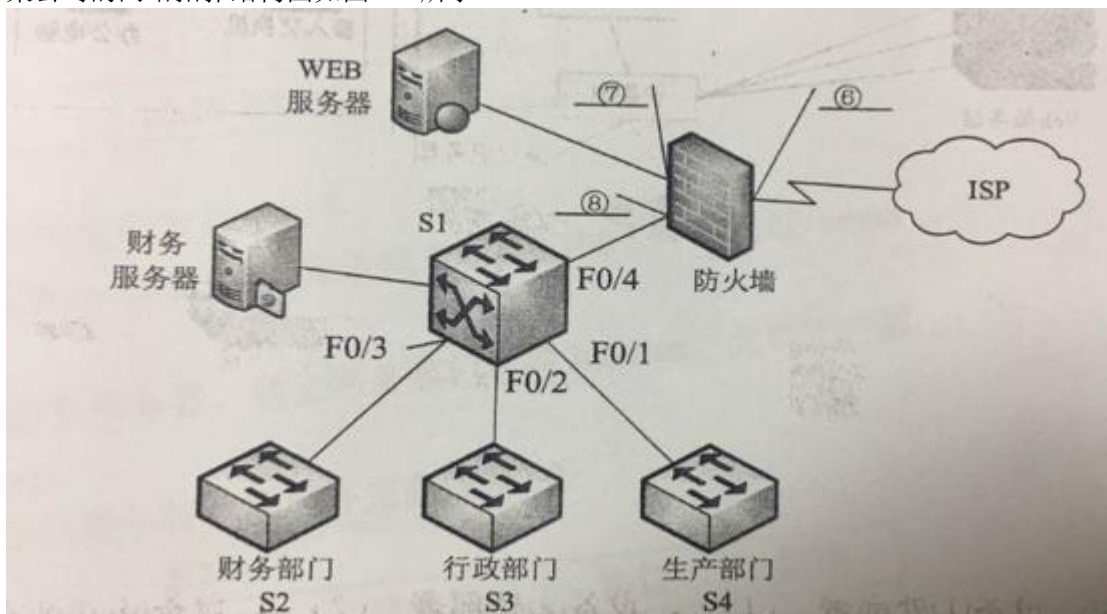 WEB
服务器
⑦
⑥
ISP
⑧
S1
财务
服务器
F0/4
防火墙
F0/3
F0/1
F0/2
财务部门
行政部门
生产部门
S2
S3
S4